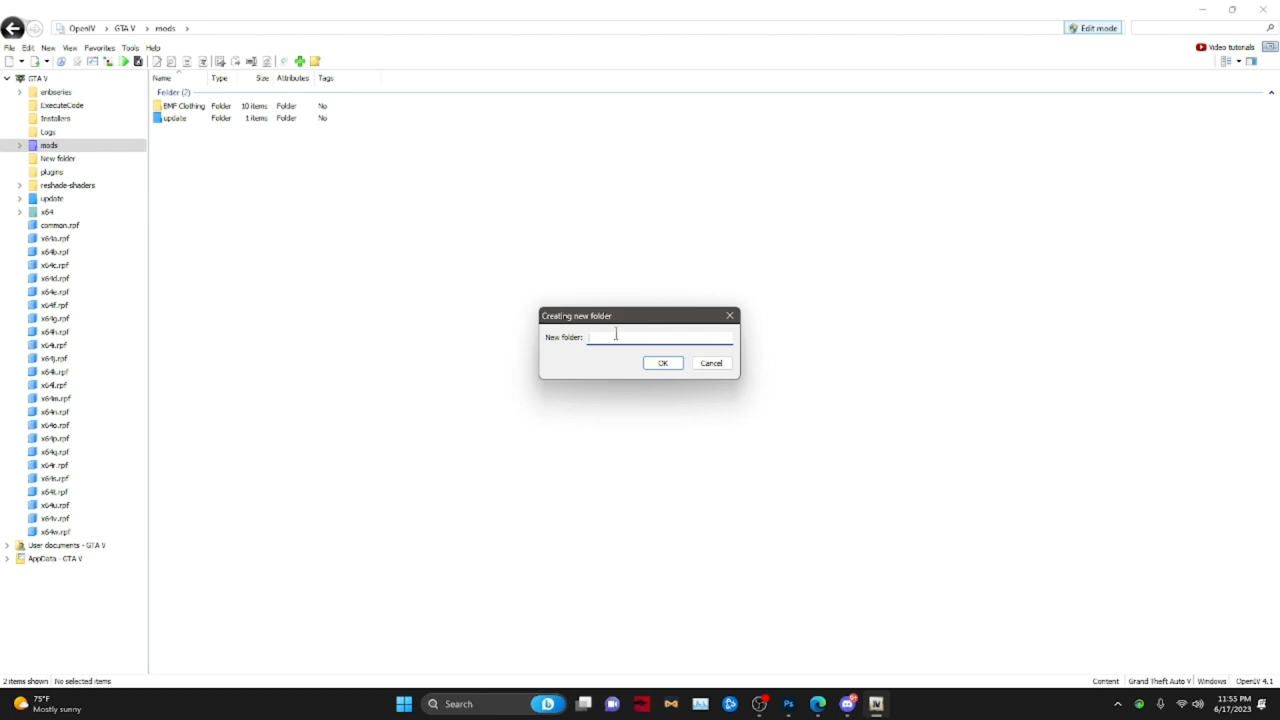 OpenIV > GTA V > mods >
Edit mode
File Edit New View Favorites Tools Help
Video tutorials
GTA V
enbseries
ExecuteCode
Installers
Logs
mods
New folder
plugins
reshade-shaders
update
x64
common.rpf
x64a.rpf
x64b.rpf
x64c.rpf
x64d.rpf
x64e.rpf
x64f.rpf
x64g.rpf
x64h.rpf
x64i.rpf
x64j.rpf
x64k.rpf
x64l.rpf
x64m.rpf
x64n.rpf
x64o.rpf
x64p.rpf
x64q.rpf
x64r.rpf
x64s.rpf
x64t.rpf
x64u.rpf
x64v.rpf
x64w.rpf
User documents - GTA V
AppData - GTA V
Name Type Size Attributes Tags
Folder (2)
BMF Clothing Folder 10 items Folder No
update Folder 1 items Folder No
Creating new folder
New folder:
OK Cancel
2 items shown No selected items
Content Grand Theft Auto V Windows OpenIV 4.1
75°F
Mostly sunny
Search
11:55 PM
6/17/2023